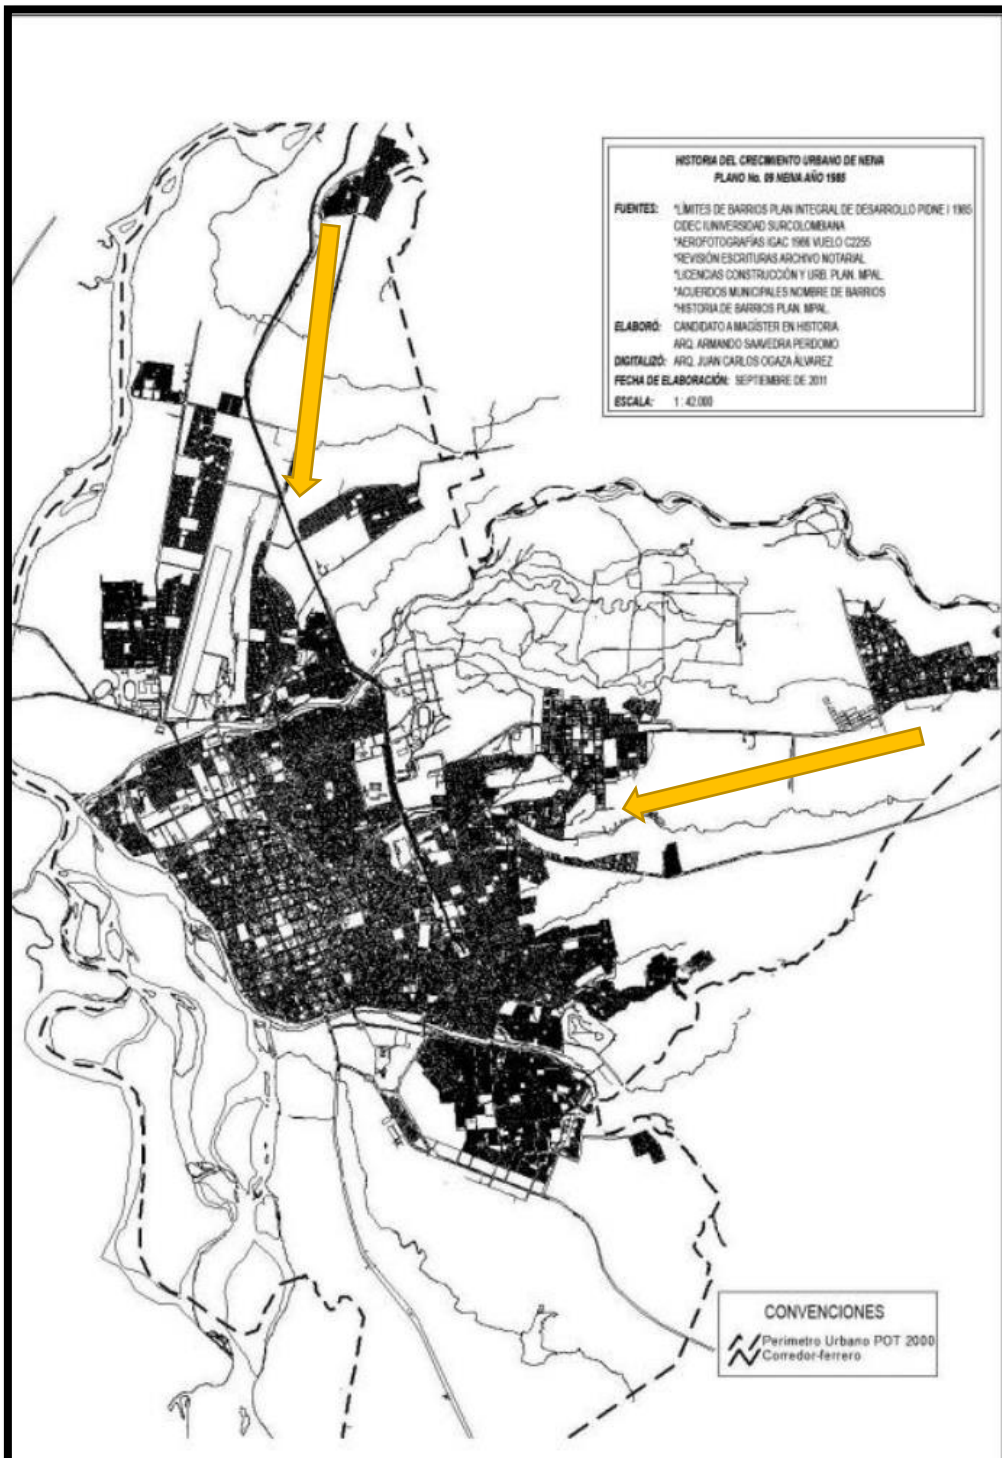 HISTORIA DEL CRECIMIENTO URBANO DE NEIVA
PLANO No. 09 NEIVA AÑO 1985
FUENTES: *LÍMITES DE BARRIOS PLAN INTEGRAL DE DESARROLLO PIDNE I 1985
CIDEC IUNIVERSIDAD SURCOLOMBIANA
*AEROFOTOGRAFÍAS IGAC 1986 VUELO C2255
*REVISIÓN ESCRITURAS ARCHIVO NOTARIAL
*LICENCIAS CONSTRUCCIÓN Y URB. PLAN. MPAL.
*ACUERDOS MUNICIPALES NOMBRE DE BARRIOS
*HISTORIA DE BARRIOS PLAN. MPAL.
ELABORÓ: CANDIDATO A MAGÍSTER EN HISTORIA
ARQ. ARMANDO SAAVEDRA PERDOMO
DIGITALIZÓ: ARQ. JUAN CARLOS OGAZA ÁLVAREZ
FECHA DE ELABORACIÓN: SEPTIEMBRE DE 2011
ESCALA: 1 : 42.000
CONVENCIONES
Perimetro Urbano POT 2000
Corredor-ferrero